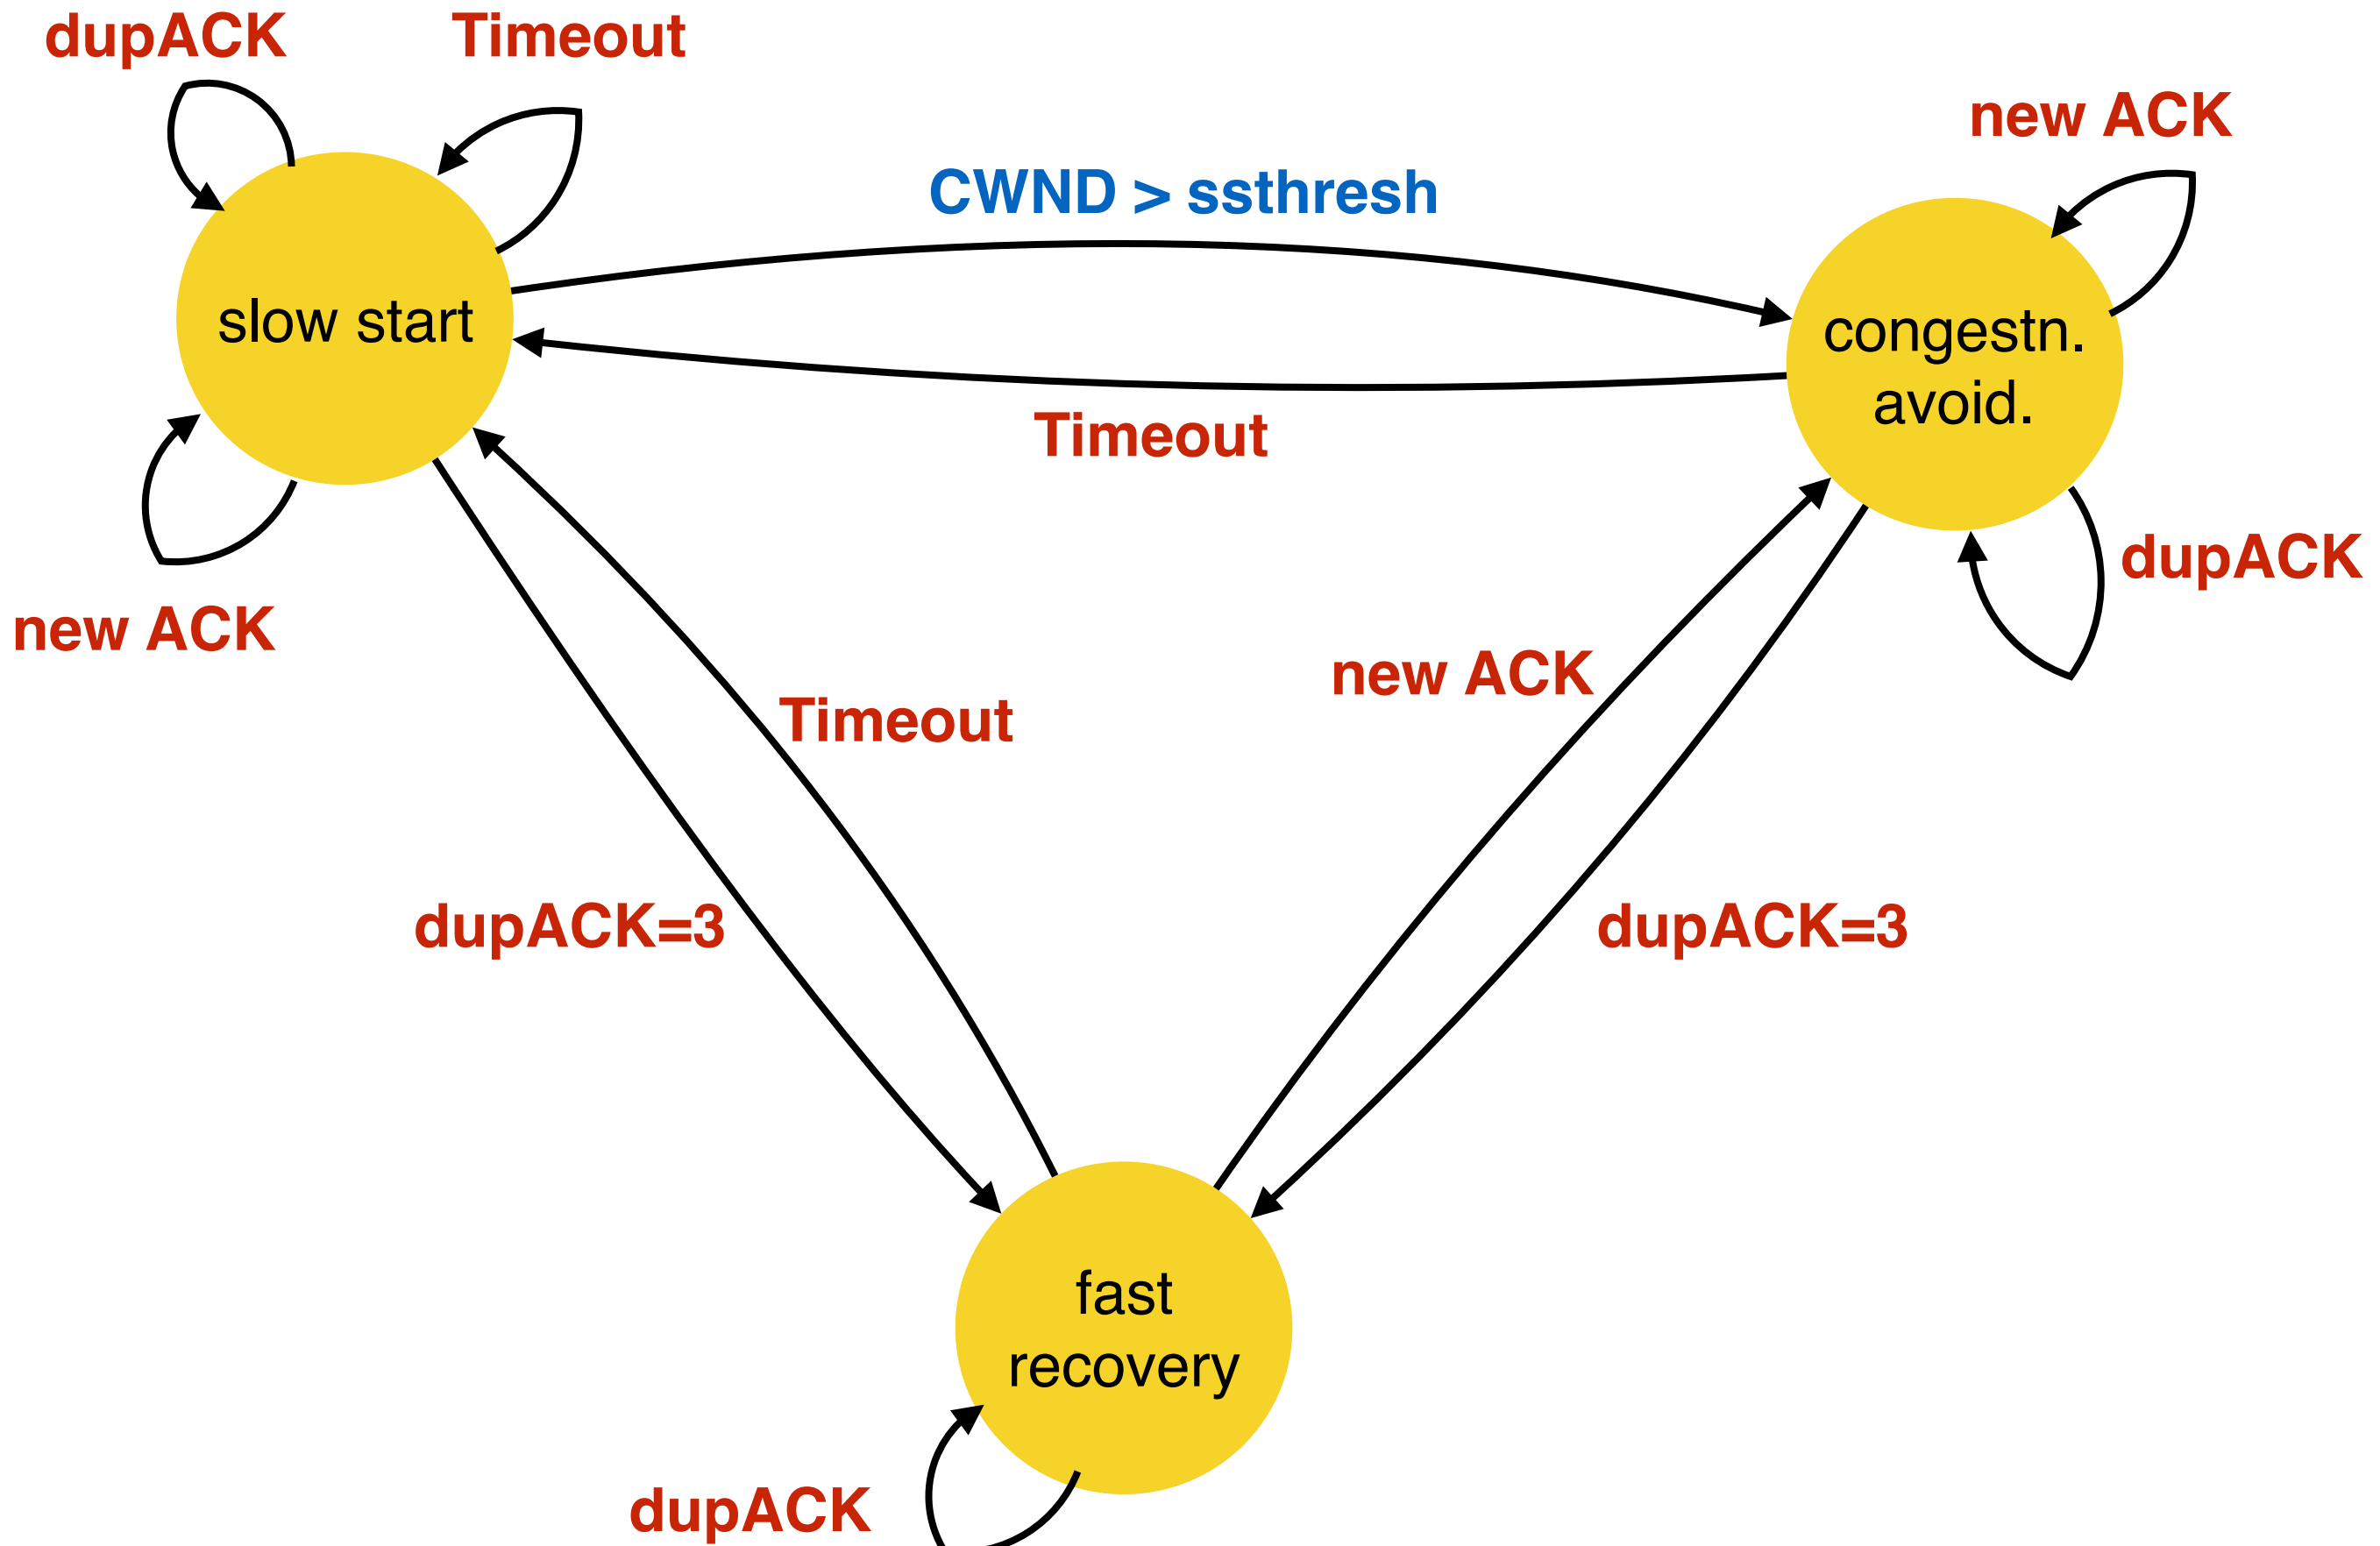 dupACK
Timeout
new ACK
CWND > ssthresh
slow start
congestn.
avoid.
Timeout
dupACK
new ACK
new ACK
Timeout
dupACK=3
dupACK=3
fast
recovery
dupACK